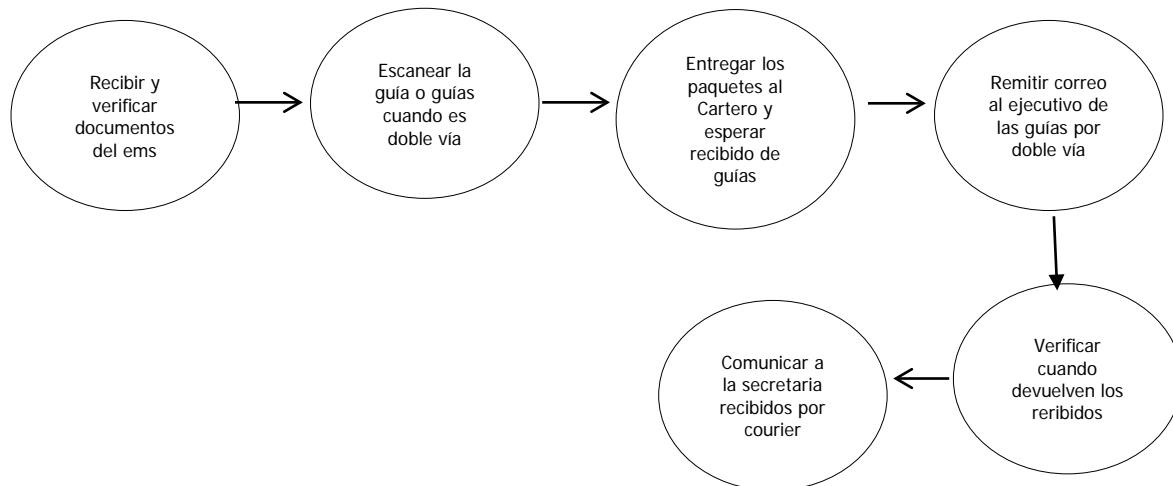 Recibir y
verificar
documentos
del ems
Escanear la
guía o guías
cuando es
doble vía
Entregar los
paquetes al
Cartero y
esperar
recibido de
guías
Remitir correo
al ejecutivo de
las guías por
doble vía
Verificar
cuando
devuelven los
reribidos
Comunicar a
la secretaria
recibidos por
courier